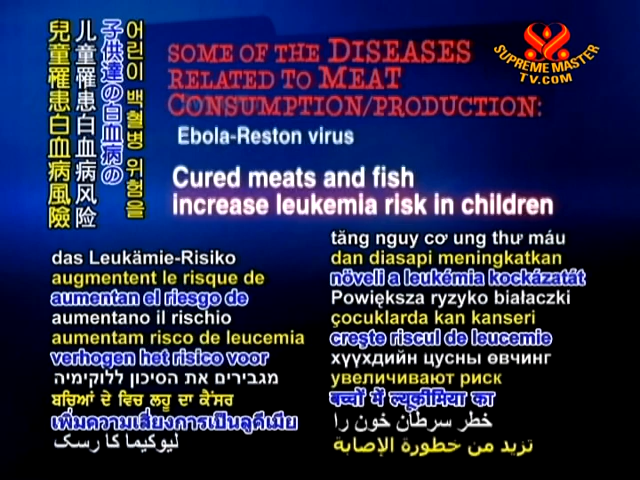 SOME OF THE DISEASES
RELATED TO MEAT
CONSUMPTION/PRODUCTION:
SUPREME MASTER
TV.COM
Ebola-Reston virus
Cured meats and fish
increase leukemia risk in children
兒童罹患白血病風險
儿童罹患白血病风险
子供達の白血病の
어린이 백혈병 위험을
das Leukämie-Risiko
augmentent le risque de
aumentan el riesgo de
aumentano il rischio
aumentam risco de leucemia
verhogen het risico voor
מגבירים את הסיכון ללוקימיה
ਬਚਿਆਂ ਦੇ ਵਿਚ ਲਹੂ ਦਾ ਕੈਂਸਰ
เพิ่มความเสี่ยงการเป็นลูคีเมีย
لیوکیما کا رسک
tăng nguy cơ ung thư máu
dan diasapi meningkatkan
növeli a leukémia kockázatát
Powiększa ryzyko białaczki
çocuklarda kan kanseri
creşte riscul de leucemie
хүүхдийн цусны өвчинг
увеличивают риск
बच्चों में ल्यूकीमिया का
خطر سرطان خون را
تزيد من خطورة الإصابة